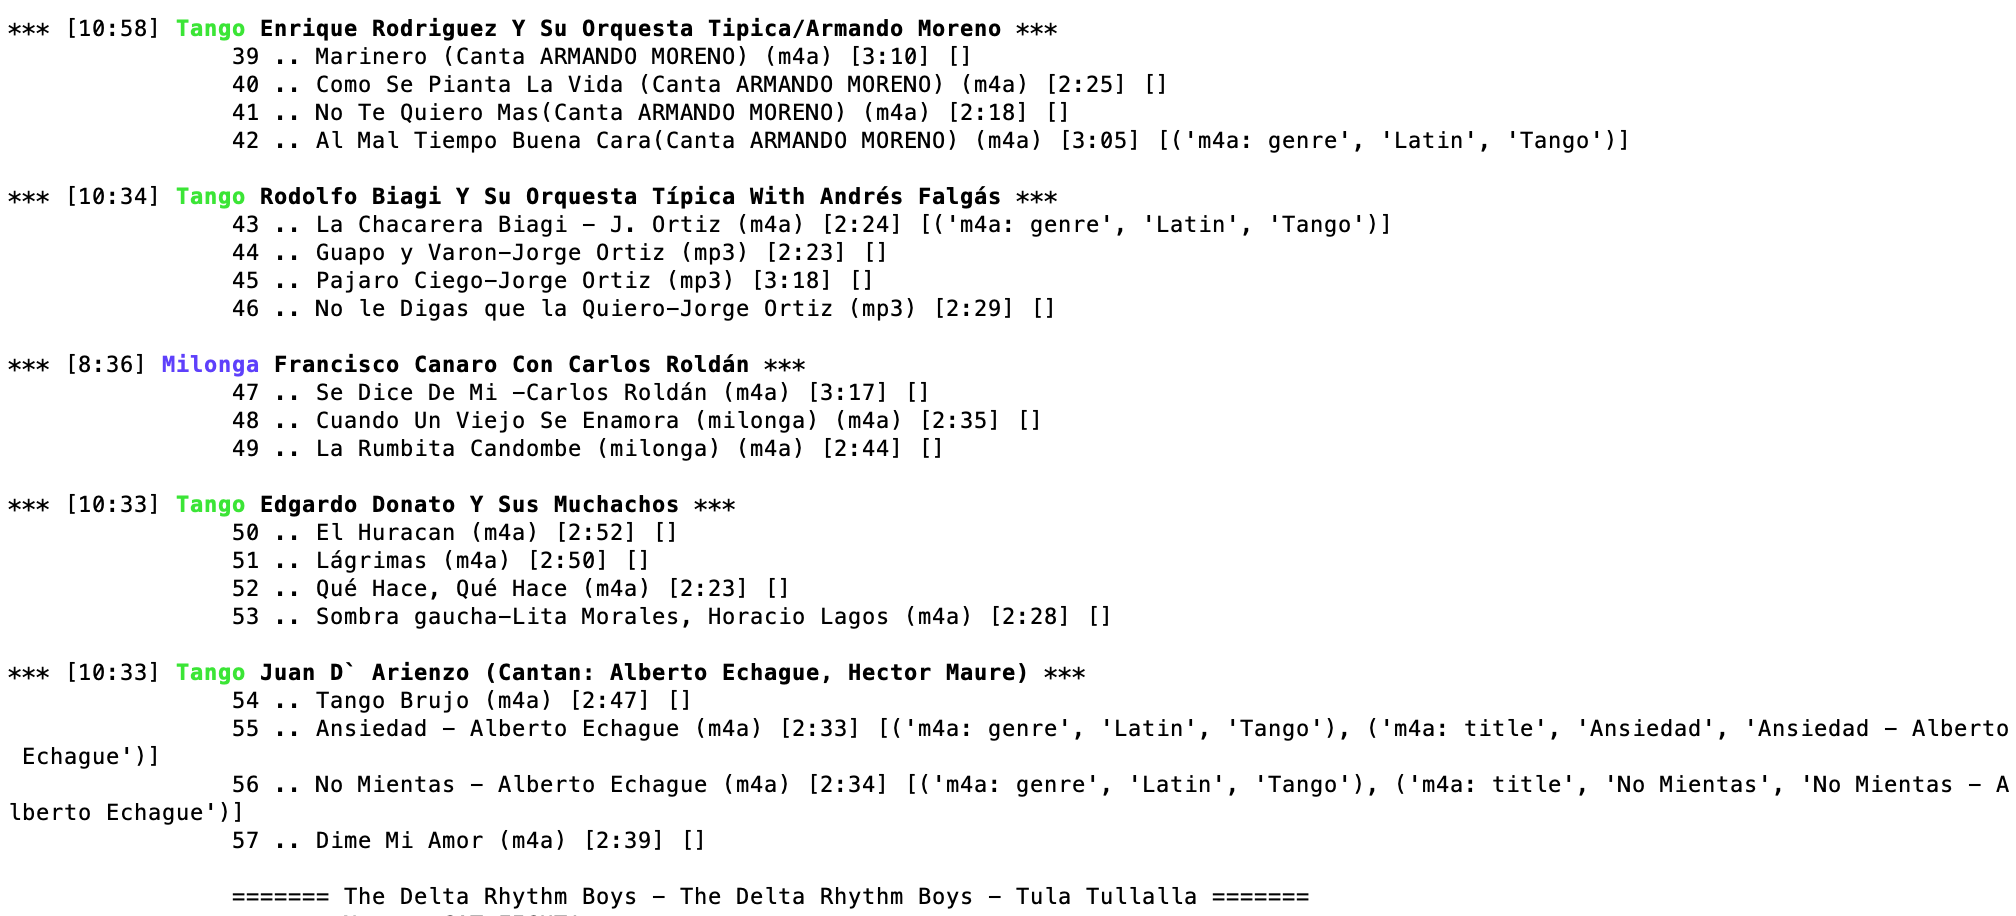 *** [10:58] Tango Enrique Rodriguez Y Su Orquesta Tipica/Armando Moreno ***
39 .. Marinero (Canta ARMANDO MORENO) (m4a) [3:10] []
40 .. Como Se Pianta La Vida (Canta ARMANDO MORENO) (m4a) [2:25] []
41 .. No Te Quiero Mas(Canta ARMANDO MORENO) (m4a) [2:18] []
42 .. Al Mal Tiempo Buena Cara(Canta ARMANDO MORENO) (m4a) [3:05] [('m4a: genre', 'Latin', 'Tango')]
*** [10:34] Tango Rodolfo Biagi Y Su Orquesta Típica With Andrés Falgás ***
43 .. La Chacarera Biagi - J. Ortiz (m4a) [2:24] [('m4a: genre', 'Latin', 'Tango')]
44 .. Guapo y Varon-Jorge Ortiz (mp3) [2:23] []
45 .. Pajaro Ciego-Jorge Ortiz (mp3) [3:18] []
46 .. No le Digas que la Quiero-Jorge Ortiz (mp3) [2:29] []
*** [8:36] Milonga Francisco Canaro Con Carlos Roldán ***
47 .. Se Dice De Mi -Carlos Roldán (m4a) [3:17] []
48 .. Cuando Un Viejo Se Enamora (milonga) (m4a) [2:35] []
49 .. La Rumbita Candombe (milonga) (m4a) [2:44] []
*** [10:33] Tango Edgardo Donato Y Sus Muchachos ***
50 .. El Huracan (m4a) [2:52] []
51 .. Lágrimas (m4a) [2:50] []
52 .. Qué Hace, Qué Hace (m4a) [2:23] []
53 .. Sombra gaucha-Lita Morales, Horacio Lagos (m4a) [2:28] []
*** [10:33] Tango Juan D` Arienzo (Cantan: Alberto Echague, Hector Maure) ***
54 .. Tango Brujo (m4a) [2:47] []
55 .. Ansiedad - Alberto Echague (m4a) [2:33] [('m4a: genre', 'Latin', 'Tango'), ('m4a: title', 'Ansiedad', 'Ansiedad - Alberto
Echague')]
56 .. No Mientas - Alberto Echague (m4a) [2:34] [('m4a: genre', 'Latin', 'Tango'), ('m4a: title', 'No Mientas', 'No Mientas - A
lberto Echague')]
57 .. Dime Mi Amor (m4a) [2:39] []
======= The Delta Rhythm Boys - The Delta Rhythm Boys - Tula Tullalla =======